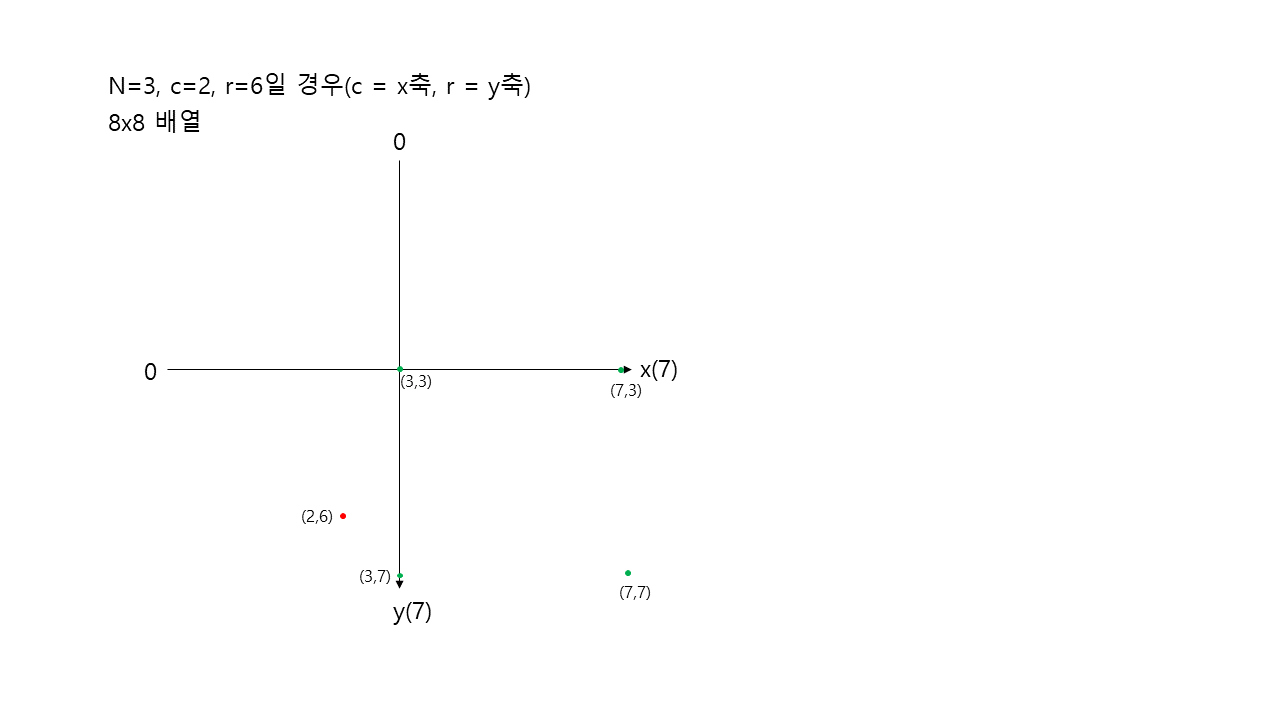 N=3, c=2, r=6일 경우(c = x축, r = y축)
8x8 배열
0
0
x(7)
(3,3)
(7,3)
(2,6)
(3,7)
(7,7)
y(7)